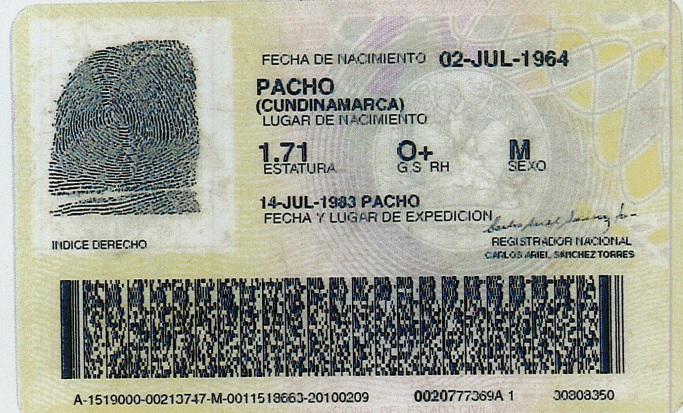 FECHA DE NACIMIENTO 02-JUL-1964
PACHO
(CUNDINAMARCA)
LUGAR DE NACIMIENTO
1.71 O+ M
ESTATURA G.S. RH SEXO
14-JUL-1983 PACHO
FECHA Y LUGAR DE EXPEDICION
INDICE DERECHO
REGISTRADOR NACIONAL
CARLOS ARIEL SANCHEZ TORRES
A-1519000-00213747-M-0011518663-20100209 0020777369A 1 30808350